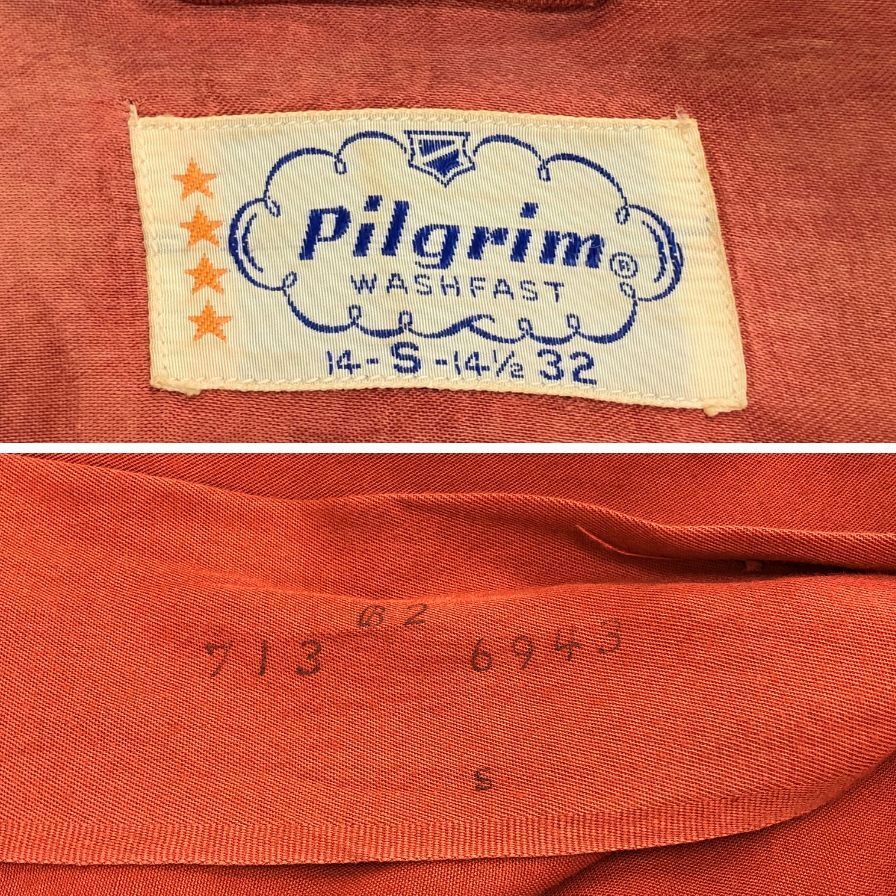 Pilgrim ®
WASHFAST
14-S-14½ 32
62
713 6943
S